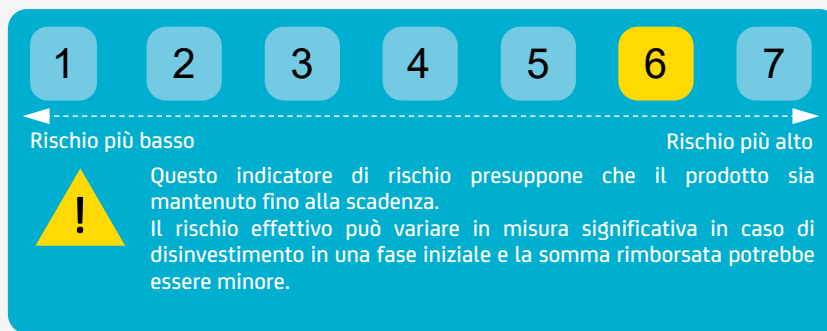 1 2 3 4 5 6 7
Rischio più basso Rischio più alto
!
Questo indicatore di rischio presuppone che il prodotto sia
mantenuto fino alla scadenza.
Il rischio effettivo può variare in misura significativa in caso di
disinvestimento in una fase iniziale e la somma rimborsata potrebbe
essere minore.